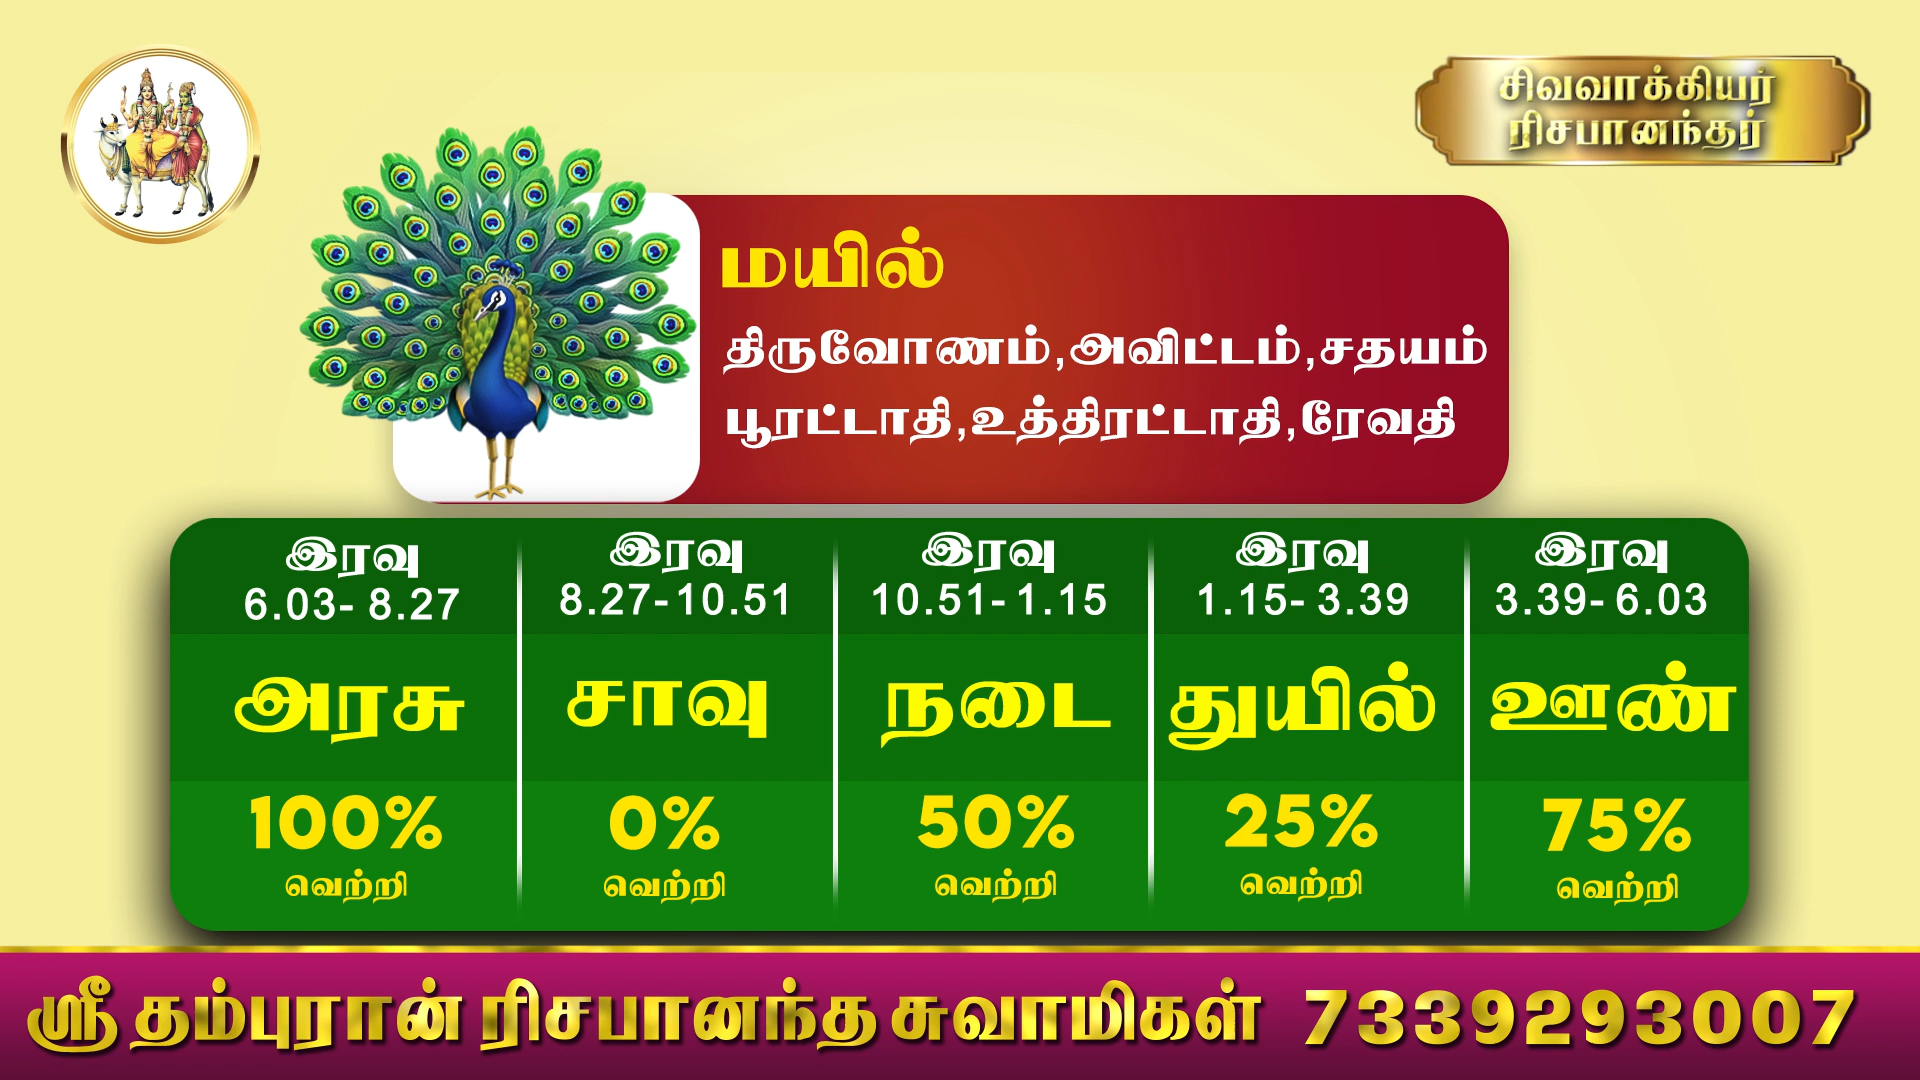 சிவவாக்கியர்
ரிசபானந்தர்
மயில்
திருவோணம்,அவிட்டம்,சதயம்
பூரட்டாதி,உத்திரட்டாதி,ரேவதி
இரவு இரவு இரவு இரவு இரவு
6.03- 8.27 8.27-10.51 10.51- 1.15 1.15- 3.39 3.39- 6.03
அரசு சாவு நடை துயில் ஊண்
100% 0% 50% 25% 75%
வெற்றி வெற்றி வெற்றி வெற்றி வெற்றி
ஸ்ரீ தம்புரான் ரிசபானந்த சுவாமிகள் 7339293007